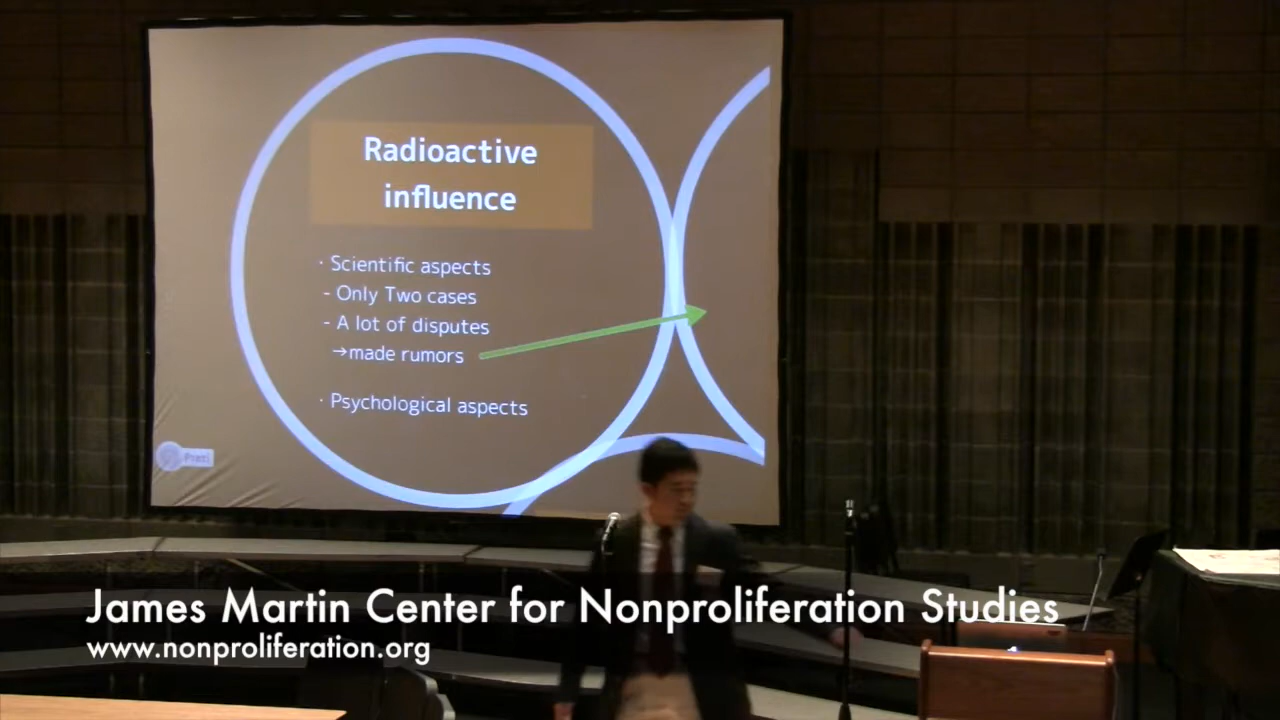 Radioactive
influence
· Scientific aspects
- Only Two cases
- A lot of disputes
→made rumors
· Psychological aspects
Prezi
James Martin Center for Nonproliferation Studies
www.nonproliferation.org